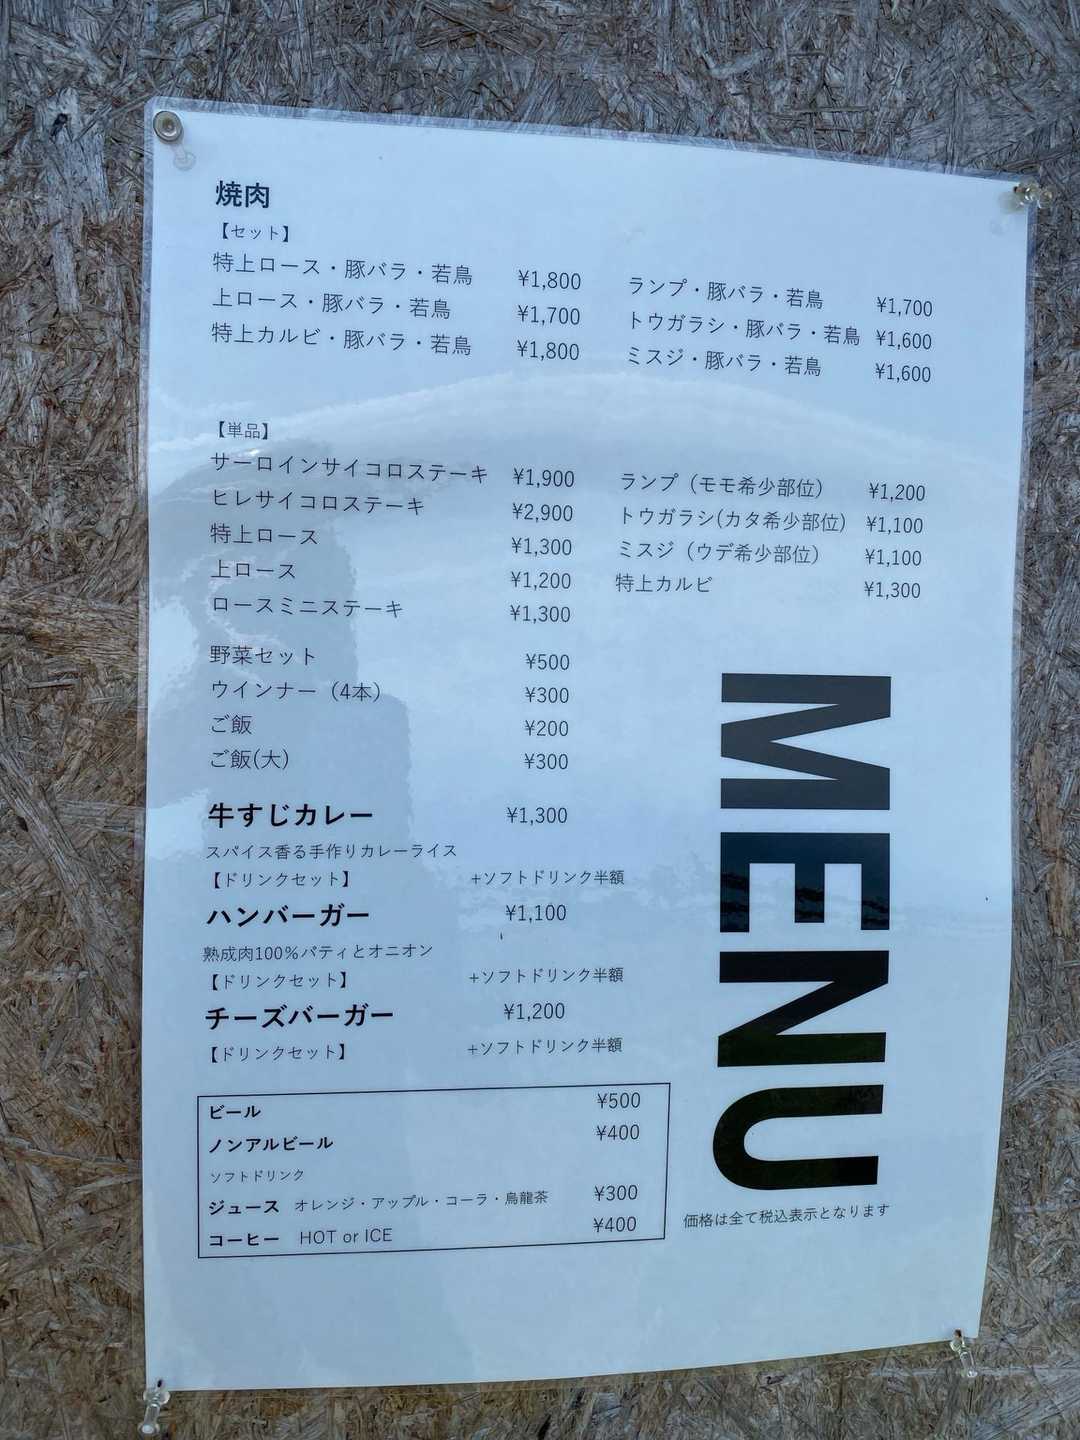 焼肉
【セット】
特上ロース・豚バラ・若鳥 ¥1,800
上ロース・豚バラ・若鳥 ¥1,700
特上カルビ・豚バラ・若鳥 ¥1,800
ランプ・豚バラ・若鳥 ¥1,700
トウガラシ・豚バラ・若鳥 ¥1,600
ミスジ・豚バラ・若鳥 ¥1,600
【単品】
サーロインサイコロステーキ ¥1,900
ヒレサイコロステーキ ¥2,900
特上ロース ¥1,300
上ロース ¥1,200
ロースミニステーキ ¥1,300
ランプ（モモ希少部位） ¥1,200
トウガラシ(カタ希少部位) ¥1,100
ミスジ（ウデ希少部位） ¥1,100
特上カルビ ¥1,300
野菜セット ¥500
ウインナー（4本） ¥300
ご飯 ¥200
ご飯(大) ¥300
牛すじカレー ¥1,300
スパイス香る手作りカレーライス
【ドリンクセット】 +ソフトドリンク半額
ハンバーガー ¥1,100
熟成肉100%パティとオニオン
【ドリンクセット】 +ソフトドリンク半額
チーズバーガー ¥1,200
【ドリンクセット】 +ソフトドリンク半額
ビール ¥500
ノンアルビール ¥400
ソフトドリンク
ジュース オレンジ・アップル・コーラ・烏龍茶 ¥300
コーヒー HOT or ICE ¥400
MENU
価格は全て税込表示となります